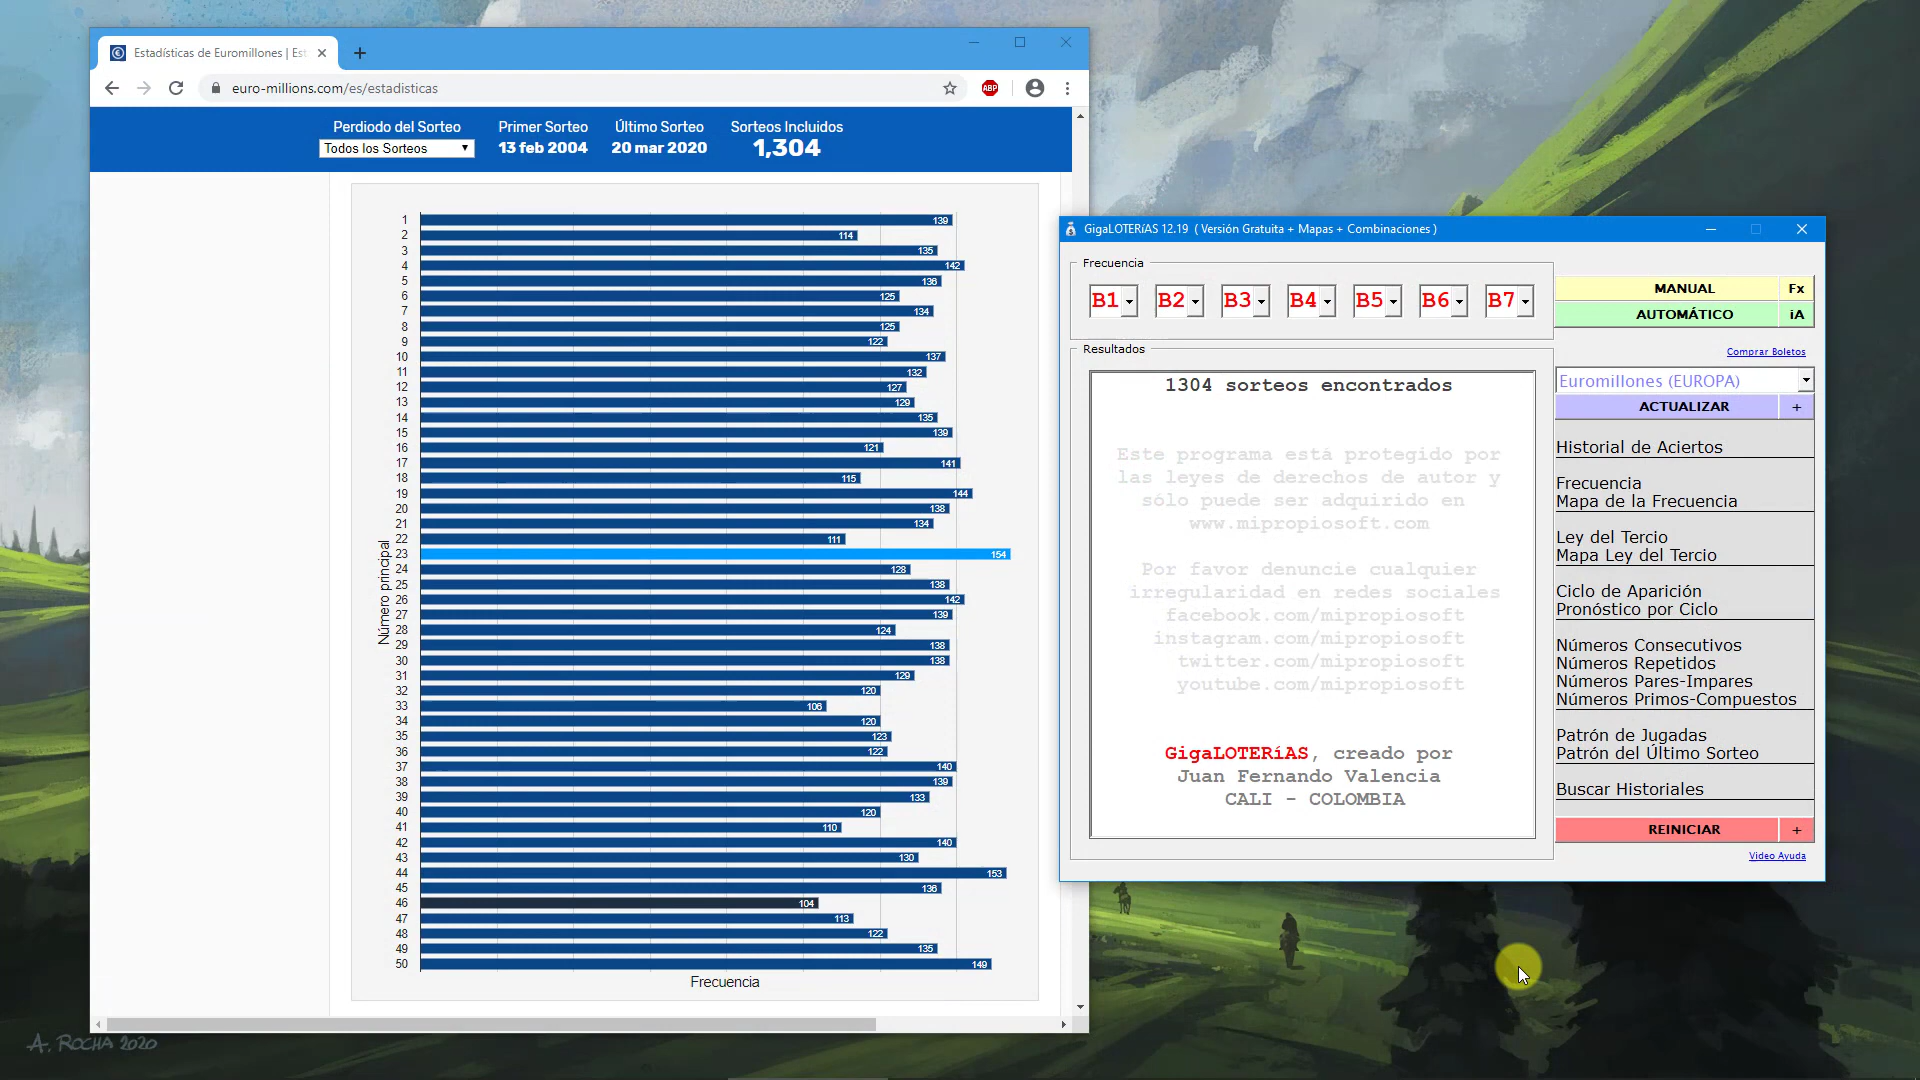 Estadísticas de Euromillones | Est
euro-millions.com/es/estadisticas
ABP
Perdiodo del Sorteo
Todos los Sorteos
Primer Sorteo
13 feb 2004
Último Sorteo
20 mar 2020
Sorteos Incluidos
1,304
Número principal
1 139
2 114
3 135
4 142
5 136
6 125
7 134
8 125
9 122
10 137
11 132
12 127
13 129
14 135
15 139
16 121
17 141
18 115
19 144
20 138
21 134
22 111
23 154
24 128
25 138
26 142
27 139
28 124
29 138
30 138
31 129
32 120
33 106
34 120
35 123
36 122
37 140
38 139
39 133
40 120
41 110
42 140
43 130
44 153
45 136
46 104
47 113
48 122
49 135
50 149
Frecuencia
GigaLOTERíAS 12.19 ( Versión Gratuita + Mapas + Combinaciones )
Frecuencia
B1 B2 B3 B4 B5 B6 B7
Resultados
1304 sorteos encontrados
Este programa está protegido por
las leyes de derechos de autor y
sólo puede ser adquirido en
www.mipropiosoft.com
Por favor denuncie cualquier
irregularidad en redes sociales
facebook.com/mipropiosoft
instagram.com/mipropiosoft
twitter.com/mipropiosoft
youtube.com/mipropiosoft
GigaLOTERíAS, creado por
Juan Fernando Valencia
CALI - COLOMBIA
MANUAL Fx
AUTOMÁTICO iA
Comprar Boletos
Euromillones (EUROPA)
ACTUALIZAR +
Historial de Aciertos
Frecuencia
Mapa de la Frecuencia
Ley del Tercio
Mapa Ley del Tercio
Ciclo de Aparición
Pronóstico por Ciclo
Números Consecutivos
Números Repetidos
Números Pares-Impares
Números Primos-Compuestos
Patrón de Jugadas
Patrón del Último Sorteo
Buscar Historiales
REINICIAR +
Video Ayuda
A. ROCHA 2020